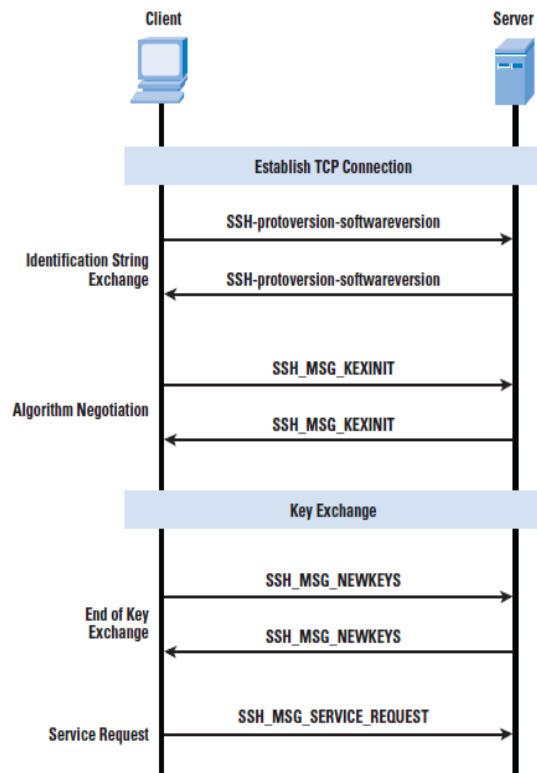 Client
Server
Establish TCP Connection
SSH-protoversion-softwareversion
Identification String
Exchange
SSH-protoversion-softwareversion
SSH_MSG_KEXINIT
Algorithm Negotiation
SSH_MSG_KEXINIT
Key Exchange
SSH_MSG_NEWKEYS
End of Key
Exchange
SSH_MSG_NEWKEYS
SSH_MSG_SERVICE_REQUEST
Service Request